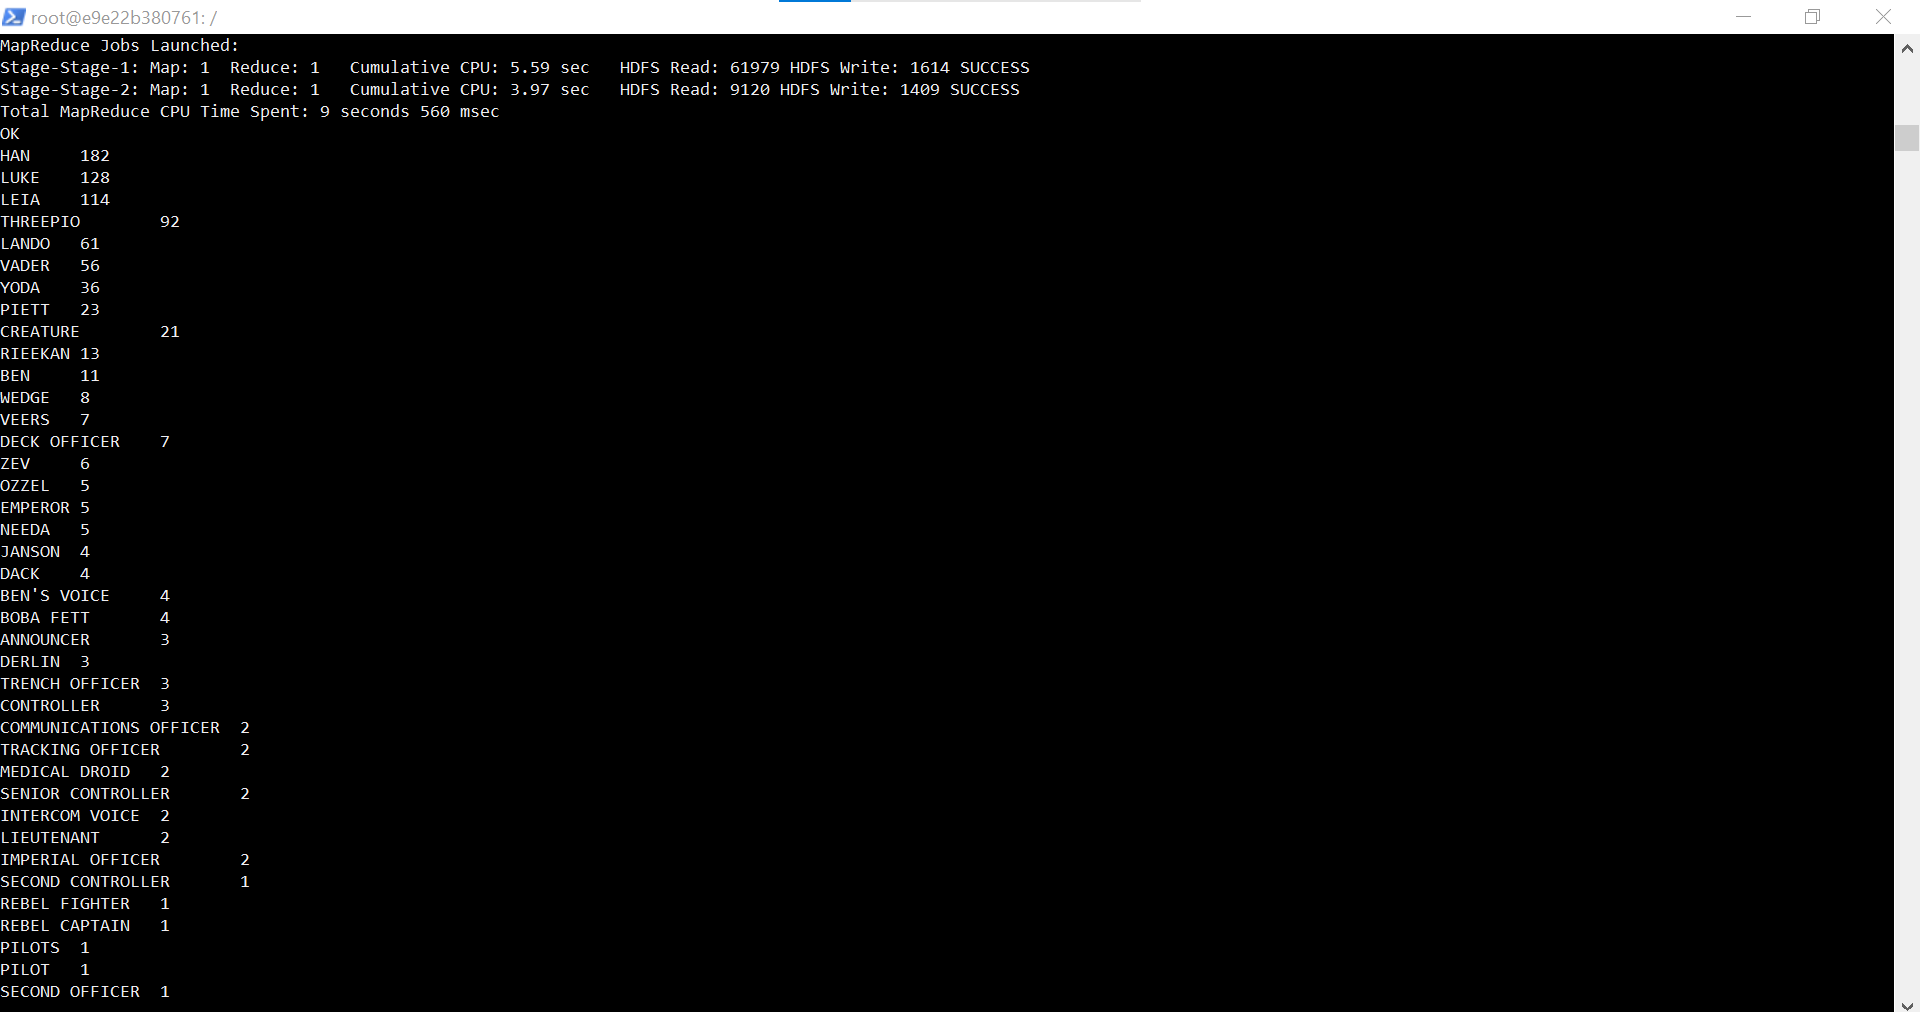 root@e9e22b380761: /
MapReduce Jobs Launched:
Stage-Stage-1: Map: 1  Reduce: 1   Cumulative CPU: 5.59 sec   HDFS Read: 61979 HDFS Write: 1614 SUCCESS
Stage-Stage-2: Map: 1  Reduce: 1   Cumulative CPU: 3.97 sec   HDFS Read: 9120 HDFS Write: 1409 SUCCESS
Total MapReduce CPU Time Spent: 9 seconds 560 msec
OK
HAN     182
LUKE    128
LEIA    114
THREEPIO        92
LANDO   61
VADER   56
YODA    36
PIETT   23
CREATURE        21
RIEEKAN 13
BEN     11
WEDGE   8
VEERS   7
DECK OFFICER    7
ZEV     6
OZZEL   5
EMPEROR 5
NEEDA   5
JANSON  4
DACK    4
BEN'S VOICE     4
BOBA FETT       4
ANNOUNCER       3
DERLIN  3
TRENCH OFFICER  3
CONTROLLER      3
COMMUNICATIONS OFFICER  2
TRACKING OFFICER        2
MEDICAL DROID   2
SENIOR CONTROLLER       2
INTERCOM VOICE  2
LIEUTENANT      2
IMPERIAL OFFICER        2
SECOND CONTROLLER       1
REBEL FIGHTER   1
REBEL CAPTAIN   1
PILOTS  1
PILOT   1
SECOND OFFICER  1